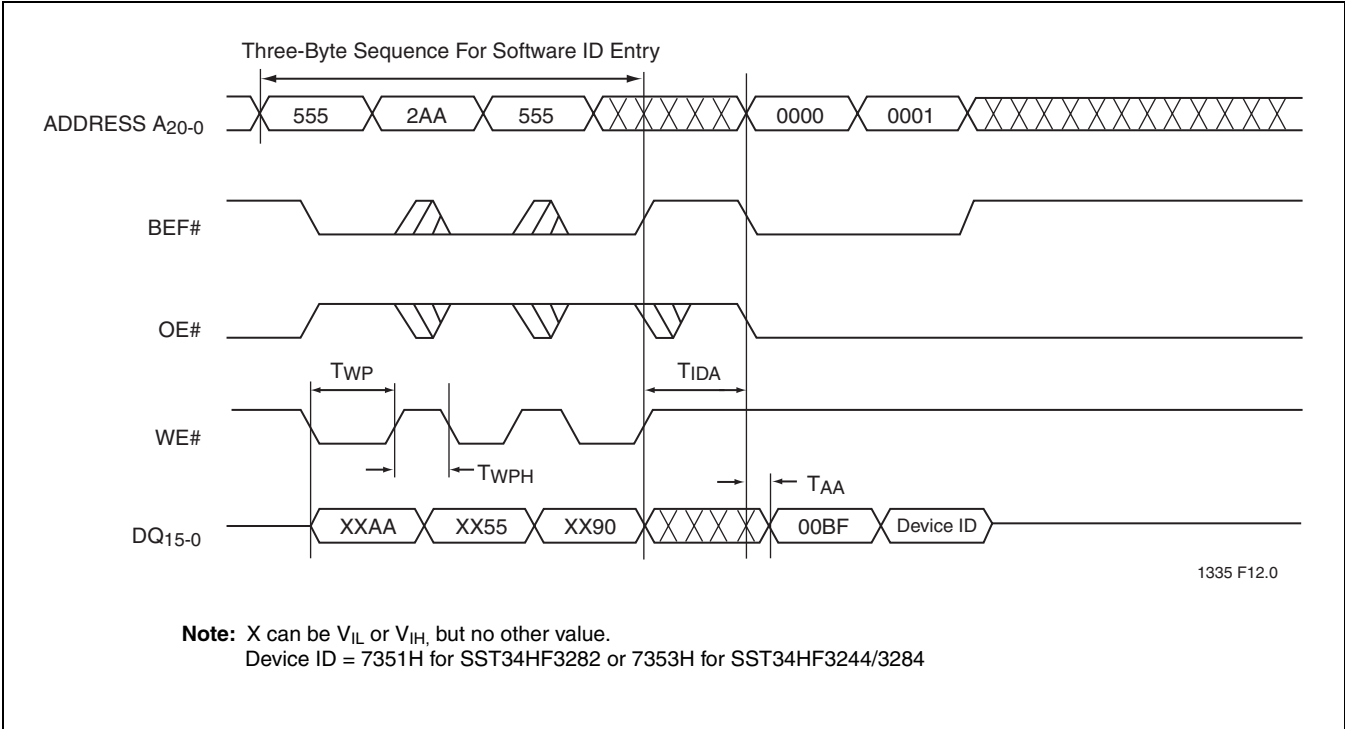 Three-Byte Sequence For Software ID Entry
ADDRESS A20-0
555 2AA 555 0000 0001
BEF#
OE#
TWP TIDA
WE#
TWPH TAA
DQ15-0
XXAA XX55 XX90 00BF Device ID
1335 F12.0
Note: X can be VIL or VIH, but no other value.
Device ID = 7351H for SST34HF3282 or 7353H for SST34HF3244/3284